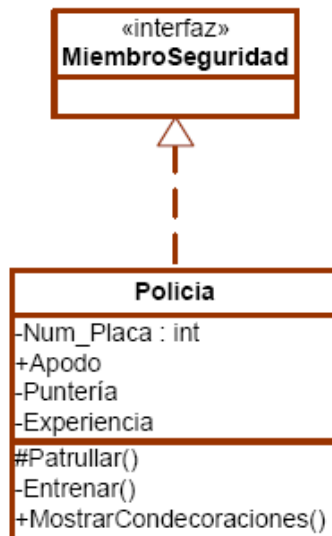 «interfaz»
MiembroSeguridad
Policia
-Num_Placa : int
+Apodo
-Puntería
-Experiencia
#Patrullar()
-Entrenar()
+MostrarCondecoraciones()